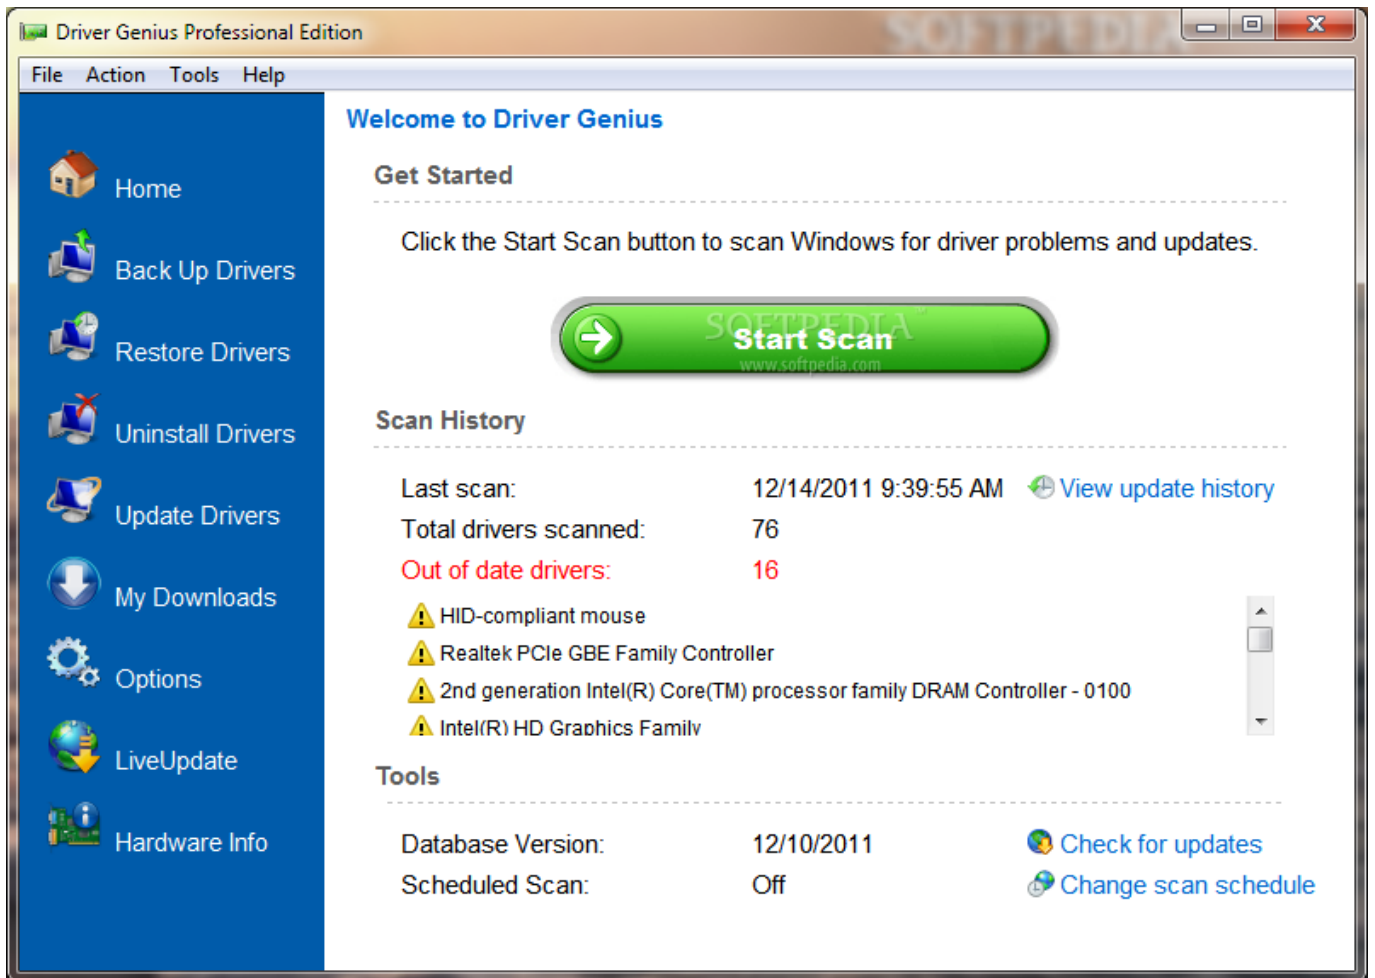 Driver Genius Professional Edition
SOFTPEDIA
File Action Tools Help
Welcome to Driver Genius
Home
Back Up Drivers
Restore Drivers
Uninstall Drivers
Update Drivers
My Downloads
Options
LiveUpdate
Hardware Info
Get Started
Click the Start Scan button to scan Windows for driver problems and updates.
SOFTPEDIA™
Start Scan
www.softpedia.com
Scan History
Last scan: 12/14/2011 9:39:55 AM View update history
Total drivers scanned: 76
Out of date drivers: 16
HID-compliant mouse
Realtek PCIe GBE Family Controller
2nd generation Intel(R) Core(TM) processor family DRAM Controller - 0100
Intel(R) HD Graphics Family
Tools
Database Version: 12/10/2011 Check for updates
Scheduled Scan: Off Change scan schedule